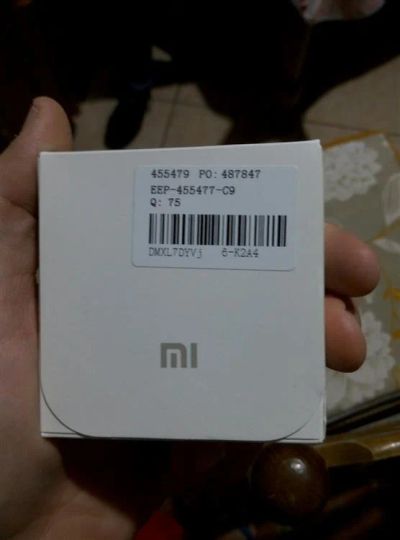 455479 PO: 487847
EEP-455477-C9
Q: 75
DMXL7DYVj 6-K2A4
mi